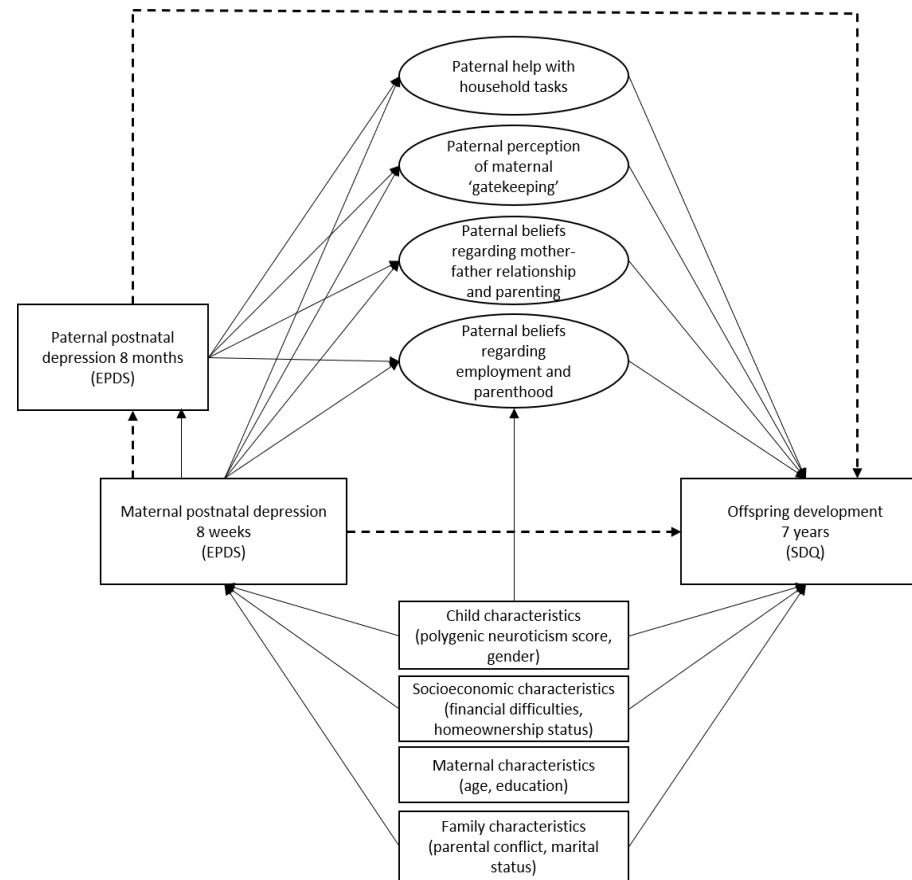 Paternal help with
household tasks
Paternal perception
of maternal
‘gatekeeping’
Paternal beliefs
regarding mother-
father relationship
and parenting
Paternal beliefs
regarding
employment and
parenthood
Paternal postnatal
depression 8 months
(EPDS)
Maternal postnatal depression
8 weeks
(EPDS)
Offspring development
7 years
(SDQ)
Child characteristics
(polygenic neuroticism score,
gender)
Socioeconomic characteristics
(financial difficulties,
homeownership status)
Maternal characteristics
(age, education)
Family characteristics
(parental conflict, marital
status)